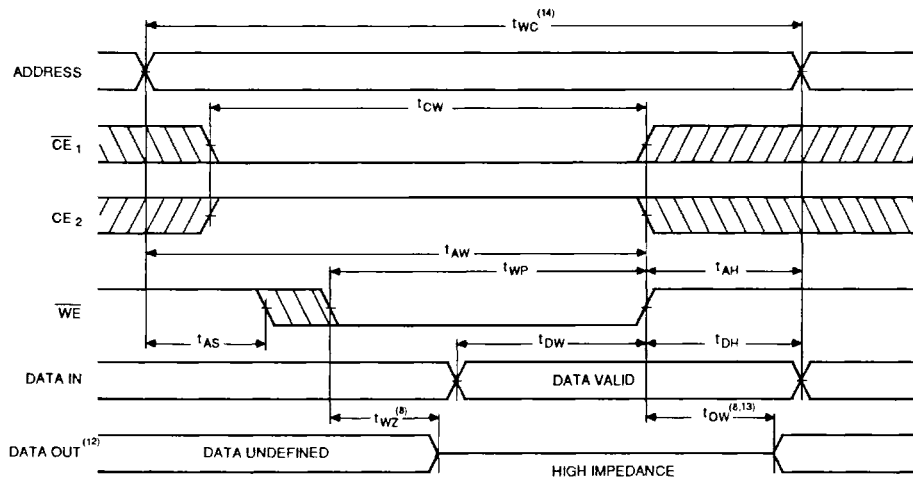 tWC(14)
ADDRESS
tCW
CE1
CE2
tAW
tWP
tAH
WE
tAS
tDW
tDH
DATA IN
DATA VALID
tWZ(8)
tOW(8,13)
DATA OUT(12)
DATA UNDEFINED
HIGH IMPEDANCE